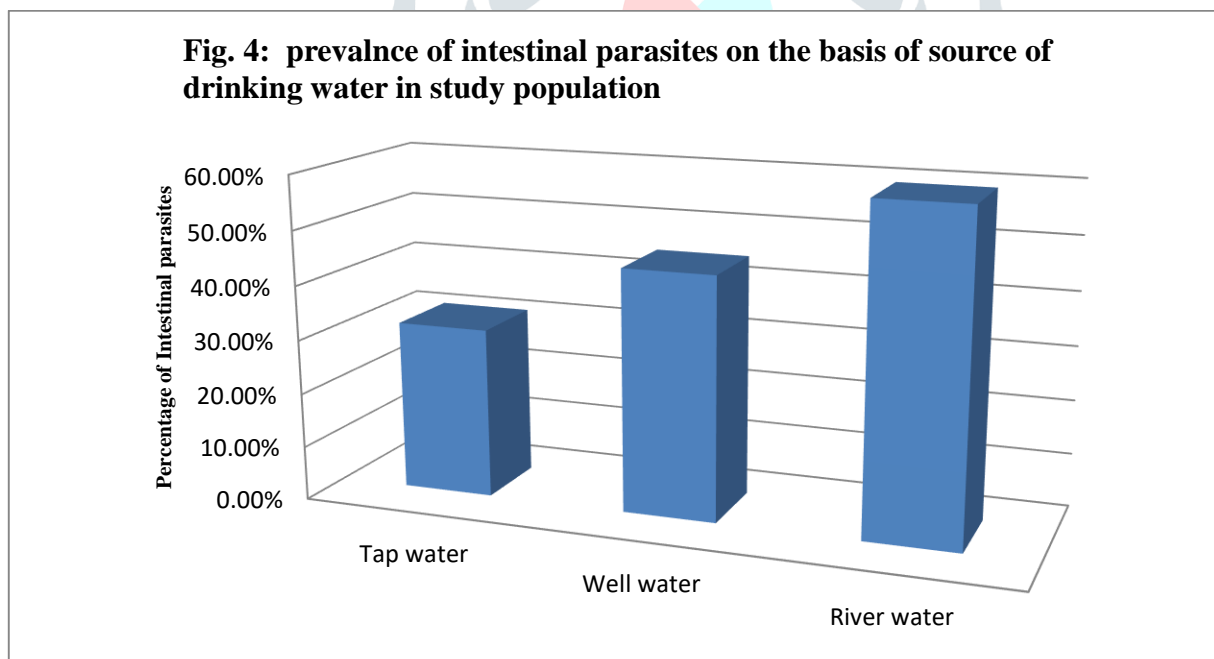 Fig. 4: prevalnce of intestinal parasites on the basis of source of
drinking water in study population
Percentage of Intestinal parasites
60.00%
50.00%
40.00%
30.00%
20.00%
10.00%
0.00%
Tap water
Well water
River water